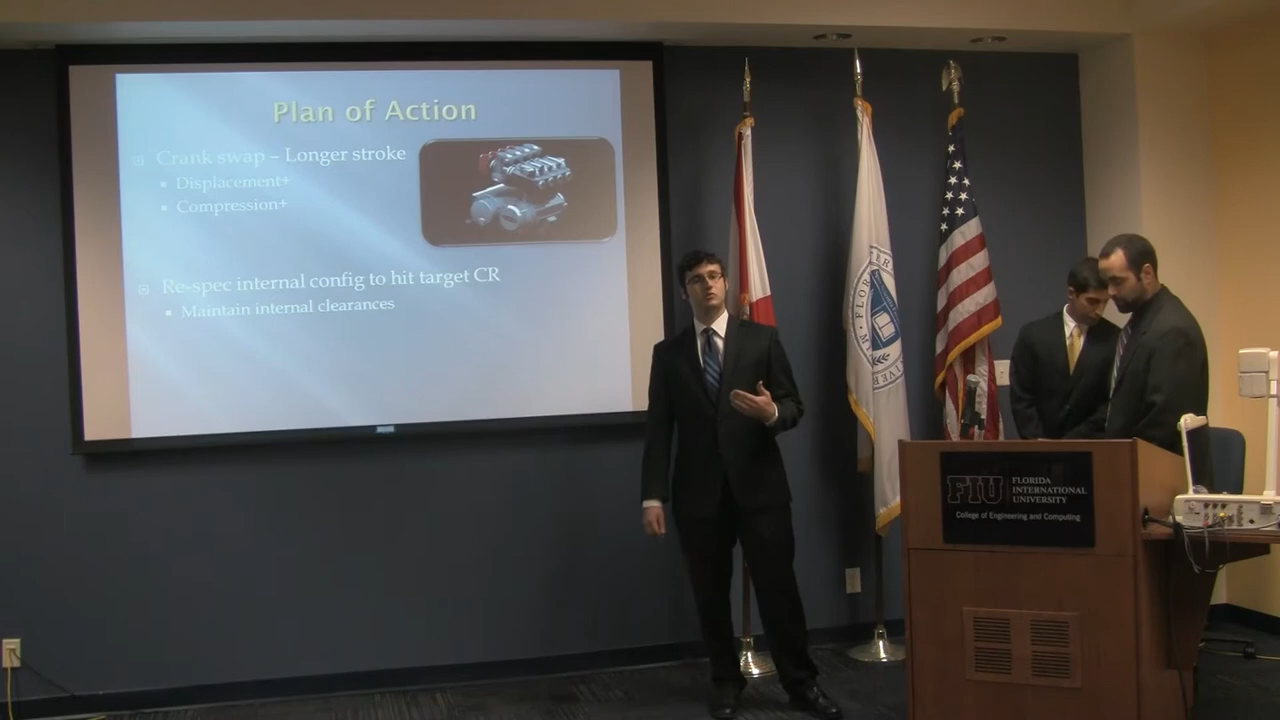 Plan of Action
Crank swap – Longer stroke
Displacement+
Compression+
Re-spec internal config to hit target CR
Maintain internal clearances
FIU
FLORIDA
INTERNATIONAL
UNIVERSITY
College of Engineering and Computing